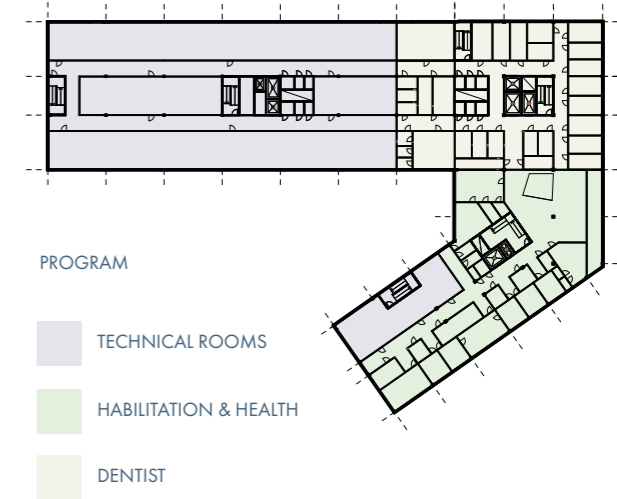 PROGRAM
TECHNICAL ROOMS
HABILITATION & HEALTH
DENTIST